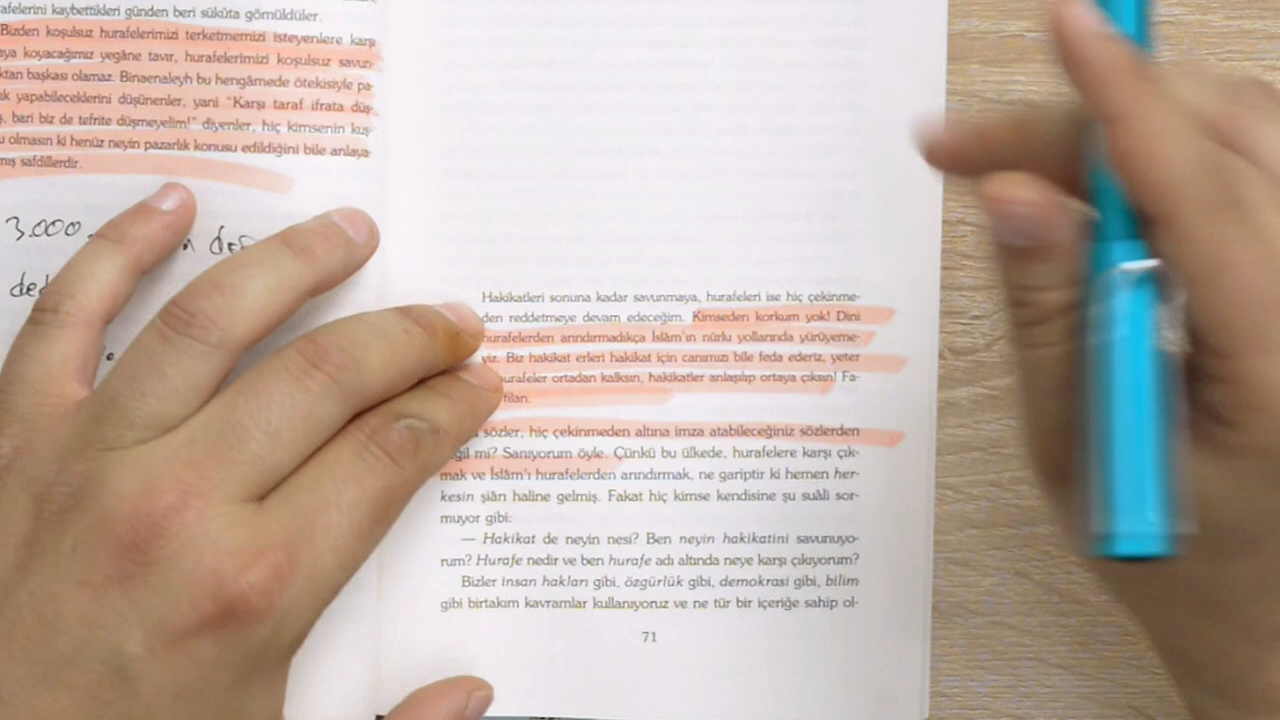 afelerini kaybettikleri günden beri sükûta gömüldüler.
Bizden koşulsuz hurafelerimizi terketmemizi isteyenlere karşı
aya koyacağımız yegâne tavır, hurafelerimizi koşulsuz savun-
ktan başkası olamaz. Binaenaleyh bu hengâmede ötekisiyle pa-
ık yapabileceklerini düşünenler, yani "Karşı taraf ifrata düş-
ş, bari biz de tefrite düşmeyelim!" diyenler, hiç kimsenin kuş-
u olmasın ki henüz neyin pazarlık konusu edildiğini bile anlaya-
mış safdillerdir.
3.000
ded
Hakikatleri sonuna kadar savunmaya, hurafeleri ise hiç çekinme-
den reddetmeye devam edeceğim. Kimseden korkum yok! Dini
hurafelerden arındırmadıkça İslâm'ın nûrlu yollarında yürüyeme-
yiz. Biz hakikat erleri hakikat için canımızı bile feda ederiz, yeter
urafeler ortadan kalksın, hakikatler anlaşılıp ortaya çıksın! Fa-
filan.
sözler, hiç çekinmeden altına imza atabileceğiniz sözlerden
ğil mi? Sanıyorum öyle. Çünkü bu ülkede, hurafelere karşı çık-
mak ve İslâm'ı hurafelerden arındırmak, ne gariptir ki hemen her-
kesin şiârı haline gelmiş. Fakat hiç kimse kendisine şu suâli sor-
muyor gibi:
— Hakikat de neyin nesi? Ben neyin hakikatini savunuyo-
rum? Hurafe nedir ve ben hurafe adı altında neye karşı çıkıyorum?
Bizler insan hakları gibi, özgürlük gibi, demokrasi gibi, bilim
gibi birtakım kavramlar kullanıyoruz ve ne tür bir içeriğe sahip ol-
71